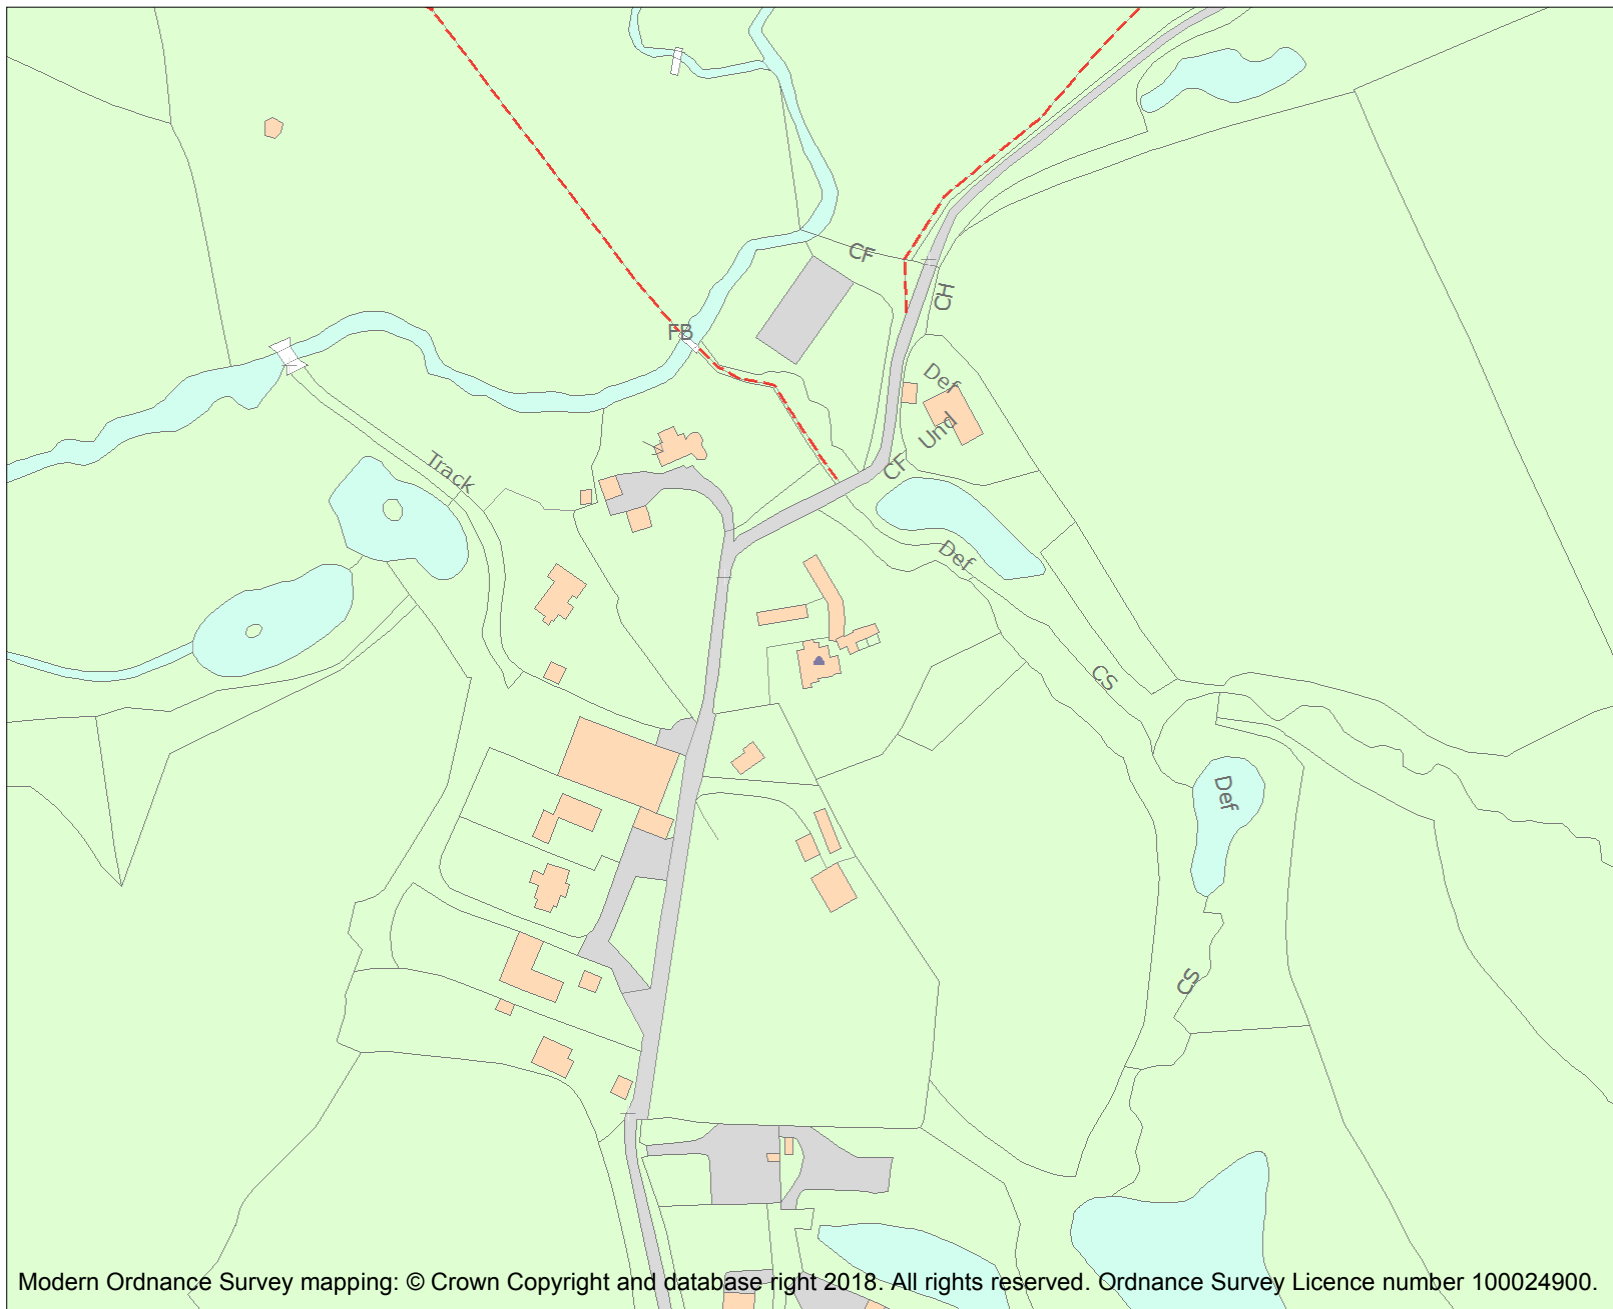 CF
CH
FB
Def
Und
CF
Track
Def
CS
Def
CS
Modern Ordnance Survey mapping: © Crown Copyright and database right 2018. All rights reserved. Ordnance Survey Licence number 100024900.